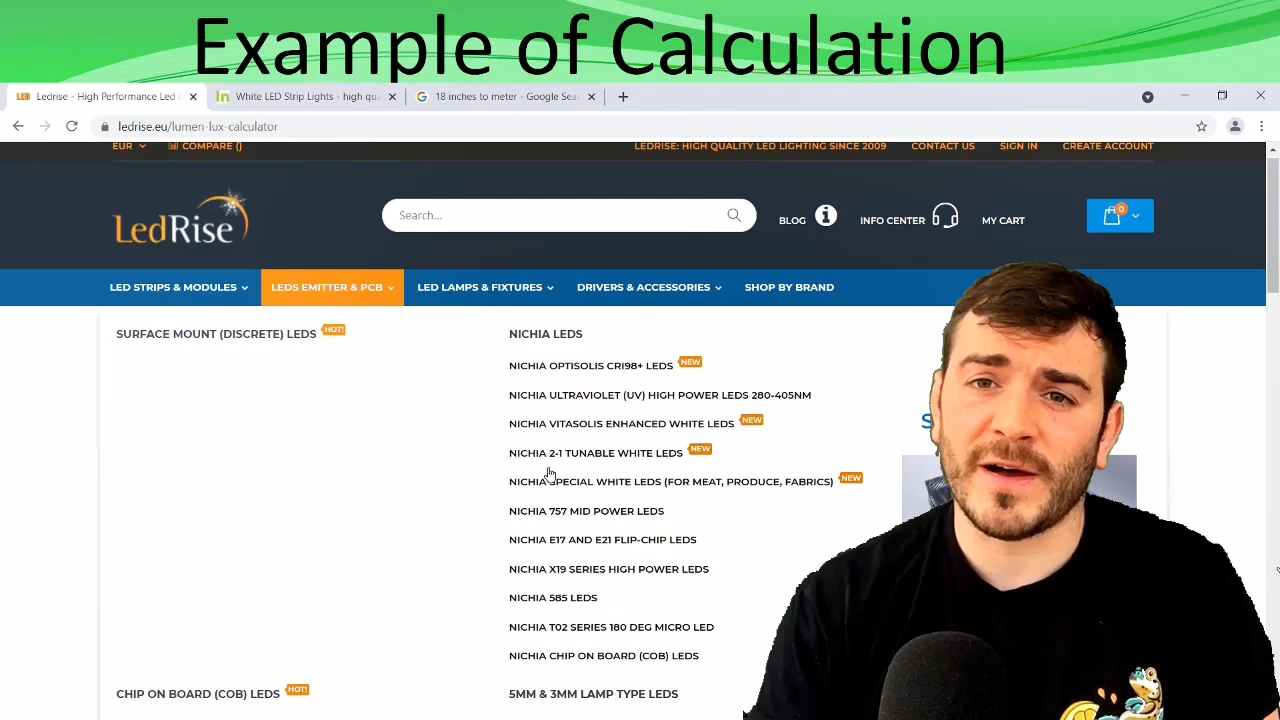 Example of Calculation
Ledrise - High Performance Led
White LED Strip Lights - high qu
18 inches to meter - Google Sea
ledrise.eu/lumen-lux-calculator
EUR
COMPARE ()
LEDRISE: HIGH QUALITY LED LIGHTING SINCE 2009
CONTACT US
SIGN IN
CREATE ACCOUNT
LedRise
Search...
BLOG
INFO CENTER
MY CART
0
LED STRIPS & MODULES
LEDS EMITTER & PCB
LED LAMPS & FIXTURES
DRIVERS & ACCESSORIES
SHOP BY BRAND
SURFACE MOUNT (DISCRETE) LEDS HOT!
NICHIA LEDS
NICHIA OPTISOLIS CRI98+ LEDS NEW
NICHIA ULTRAVIOLET (UV) HIGH POWER LEDS 280-405NM
NICHIA VITASOLIS ENHANCED WHITE LEDS NEW
NICHIA 2-1 TUNABLE WHITE LEDS NEW
NICHIA SPECIAL WHITE LEDS (FOR MEAT, PRODUCE, FABRICS) NEW
NICHIA 757 MID POWER LEDS
NICHIA E17 AND E21 FLIP-CHIP LEDS
NICHIA X19 SERIES HIGH POWER LEDS
NICHIA 585 LEDS
NICHIA T02 SERIES 180 DEG MICRO LED
NICHIA CHIP ON BOARD (COB) LEDS
CHIP ON BOARD (COB) LEDS HOT!
5MM & 3MM LAMP TYPE LEDS